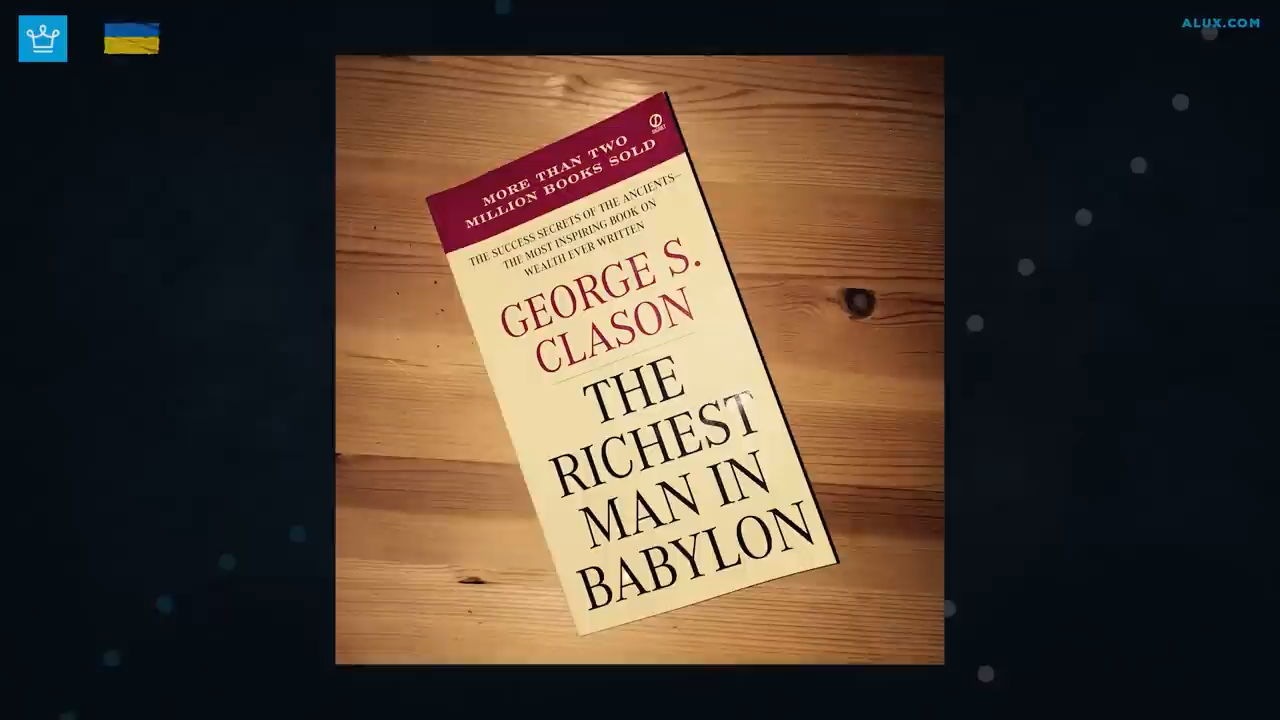 ALUX.COM
MORE THAN TWO
MILLION BOOKS SOLD
SIGNET
THE SUCCESS SECRETS OF THE ANCIENTS—
THE MOST INSPIRING BOOK ON
WEALTH EVER WRITTEN
GEORGE S.
CLASON
THE
RICHEST
MAN IN
BABYLON